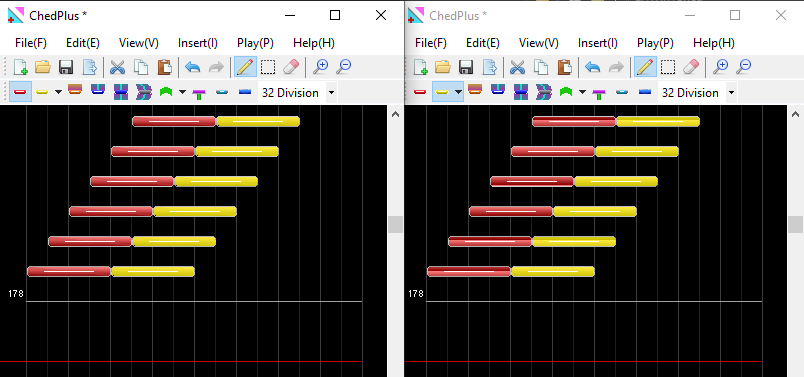 ChedPlus *
File(F) Edit(E) View(V) Insert(I) Play(P) Help(H)
32 Division
178
ChedPlus *
File(F) Edit(E) View(V) Insert(I) Play(P) Help(H)
32 Division
178